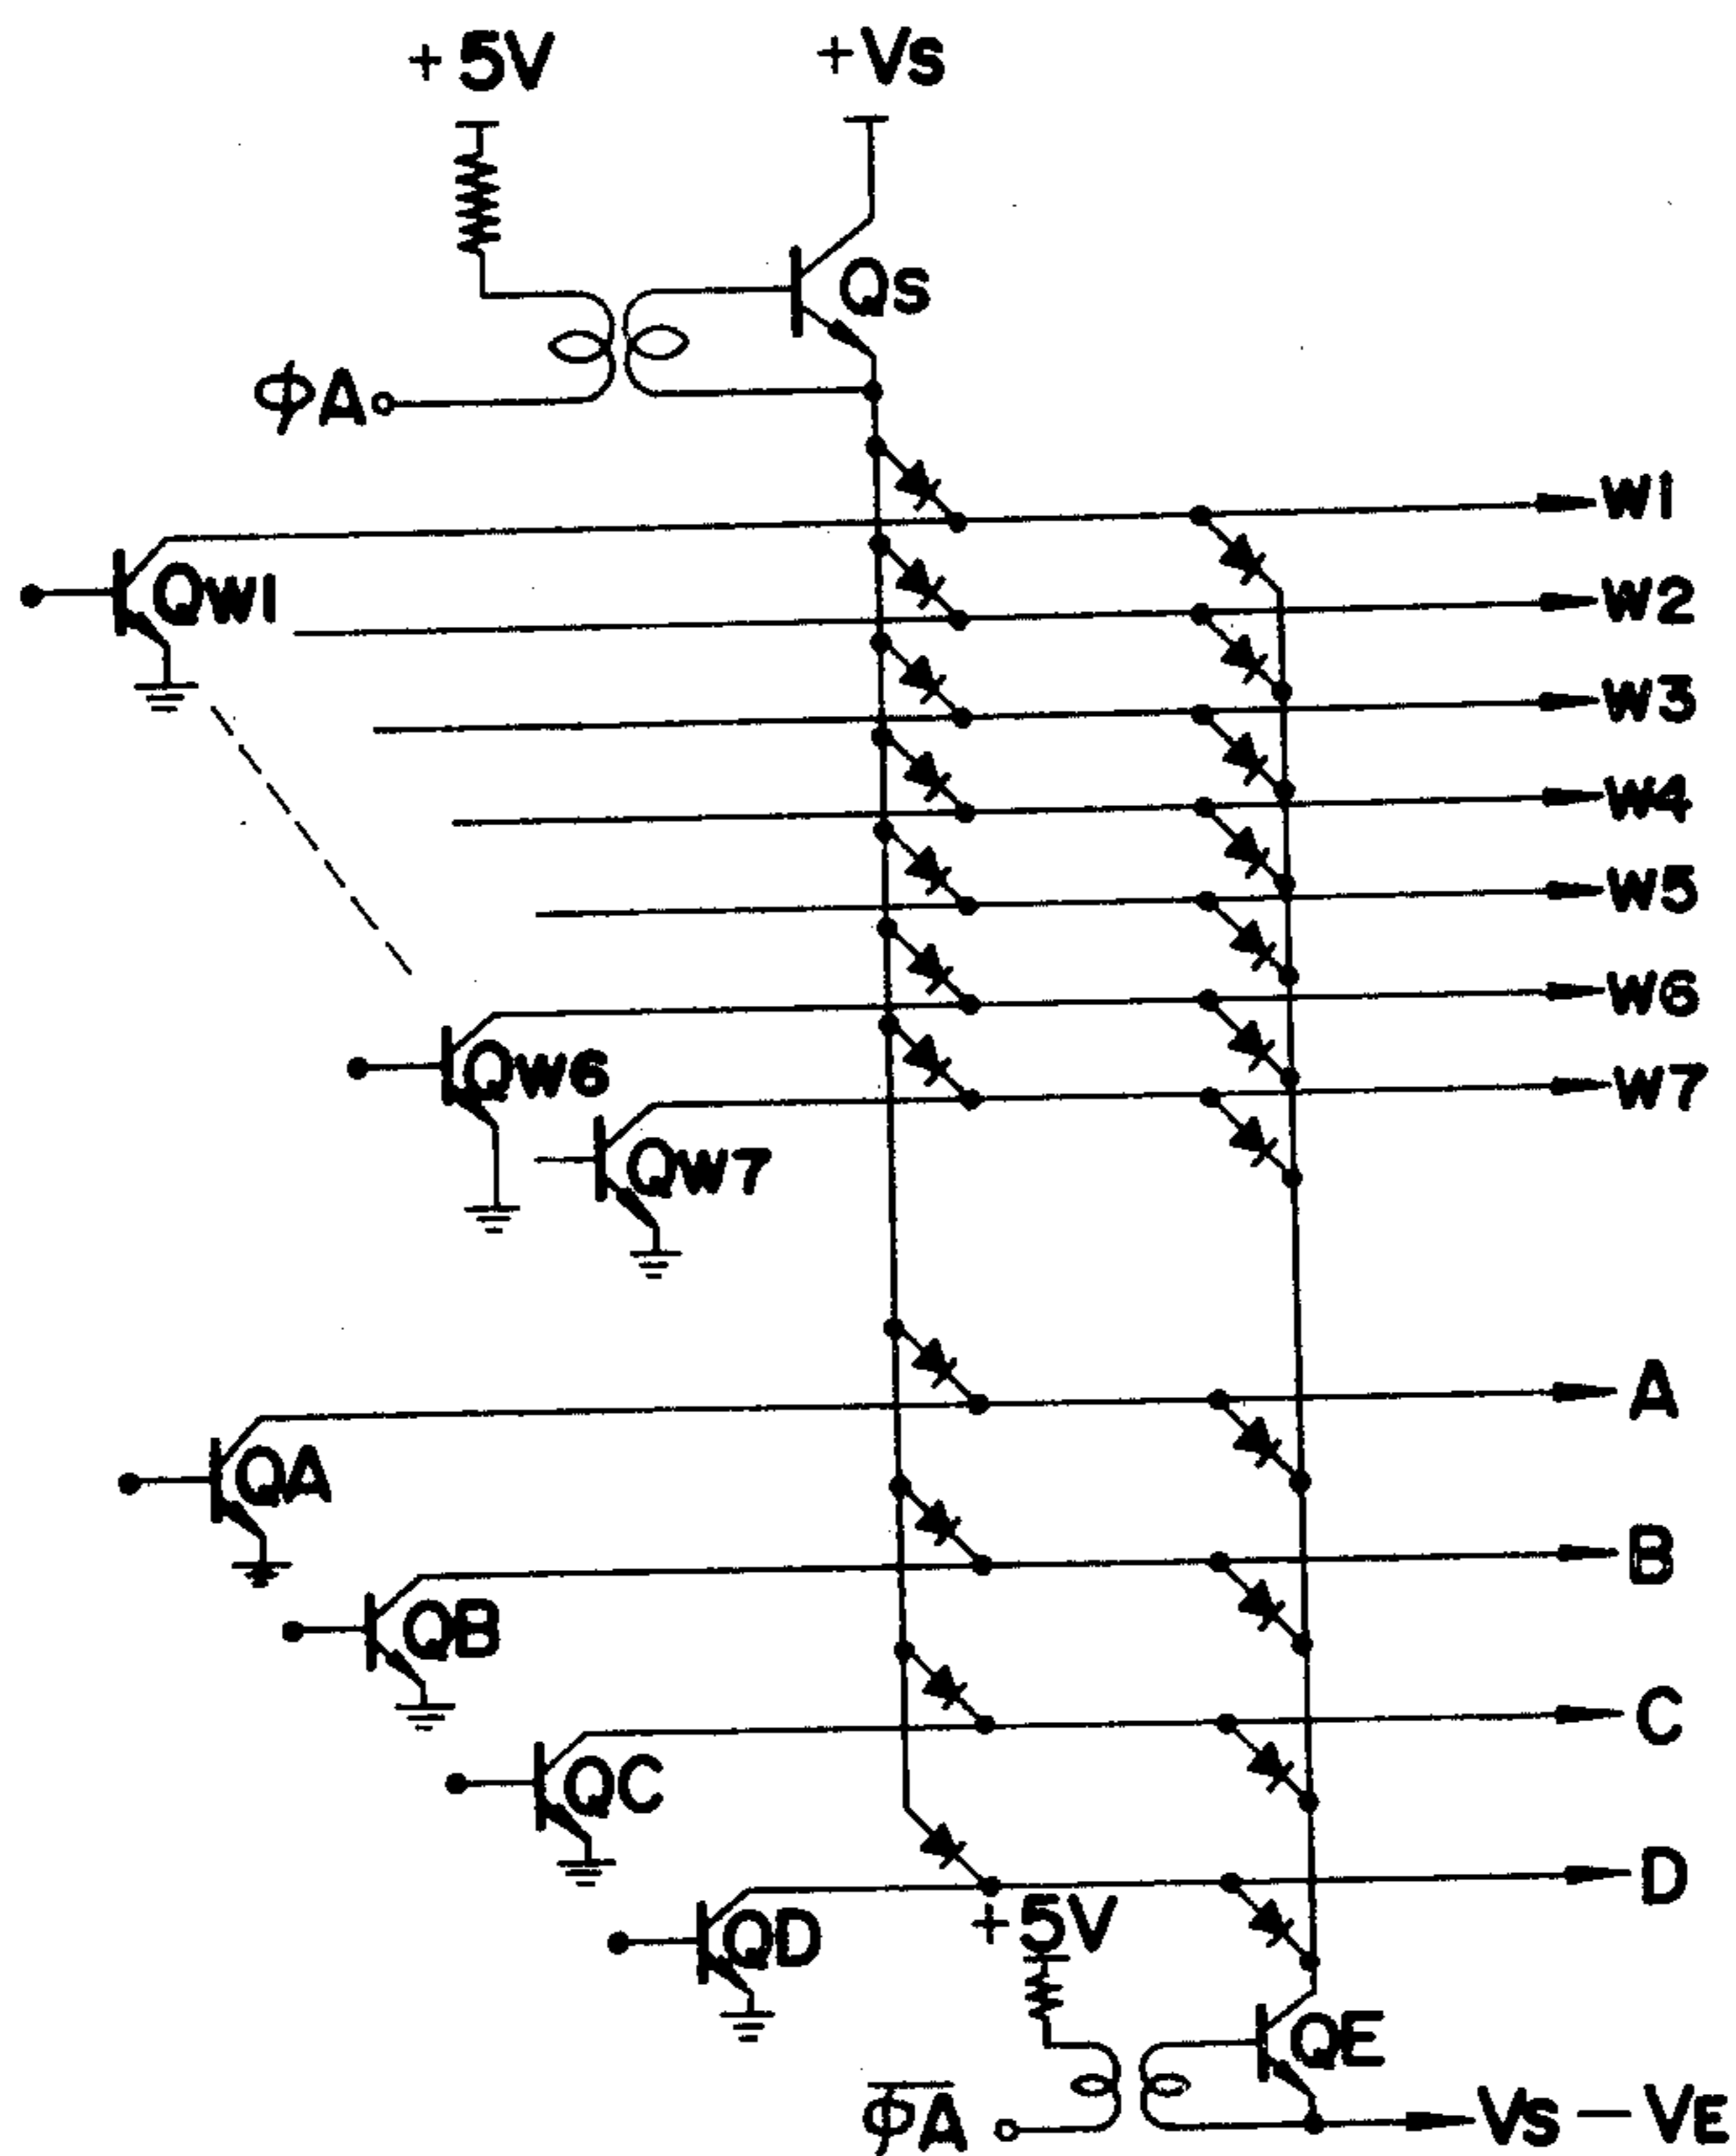 +5V
+Vs
Qs
ϕA
W1
QW1
W2
W3
W4
W5
W6
QW6
W7
QW7
A
QA
B
QB
C
QC
D
QD
+5V
QE
\overline{ϕA}
Vs-VE